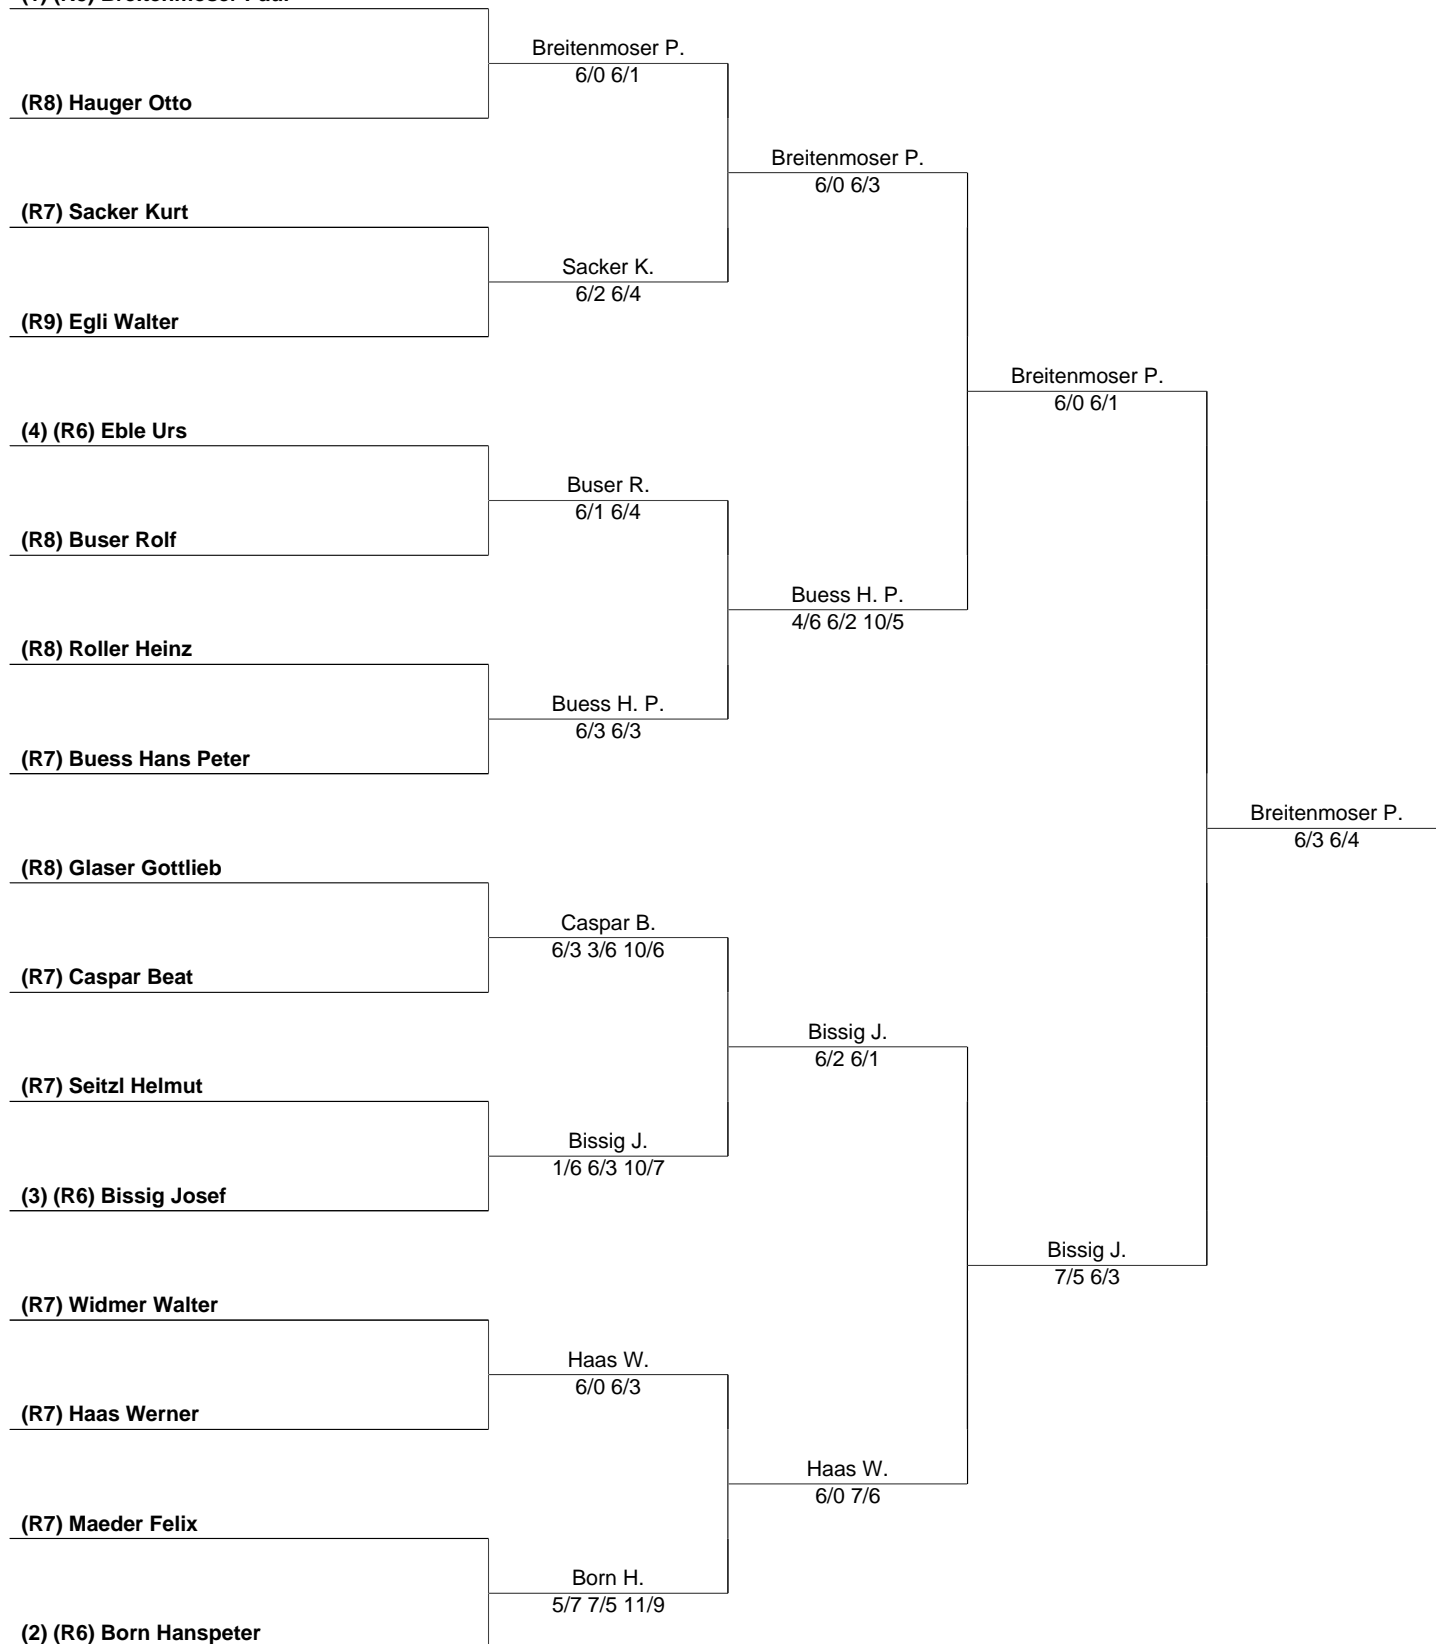 Breitenmoser Paul
Breitenmoser P.
6/0 6/1
(R8) Hauger Otto
Breitenmoser P.
6/0 6/3
(R7) Sacker Kurt
Sacker K.
6/2 6/4
(R9) Egli Walter
Breitenmoser P.
6/0 6/1
(4) (R6) Eble Urs
Buser R.
6/1 6/4
(R8) Buser Rolf
Buess H. P.
4/6 6/2 10/5
(R8) Roller Heinz
Buess H. P.
6/3 6/3
(R7) Buess Hans Peter
Breitenmoser P.
6/3 6/4
(R8) Glaser Gottlieb
Caspar B.
6/3 3/6 10/6
(R7) Caspar Beat
Bissig J.
6/2 6/1
(R7) Seitzl Helmut
Bissig J.
1/6 6/3 10/7
(3) (R6) Bissig Josef
Bissig J.
7/5 6/3
(R7) Widmer Walter
Haas W.
6/0 6/3
(R7) Haas Werner
Haas W.
6/0 7/6
(R7) Maeder Felix
Born H.
5/7 7/5 11/9
(2) (R6) Born Hanspeter